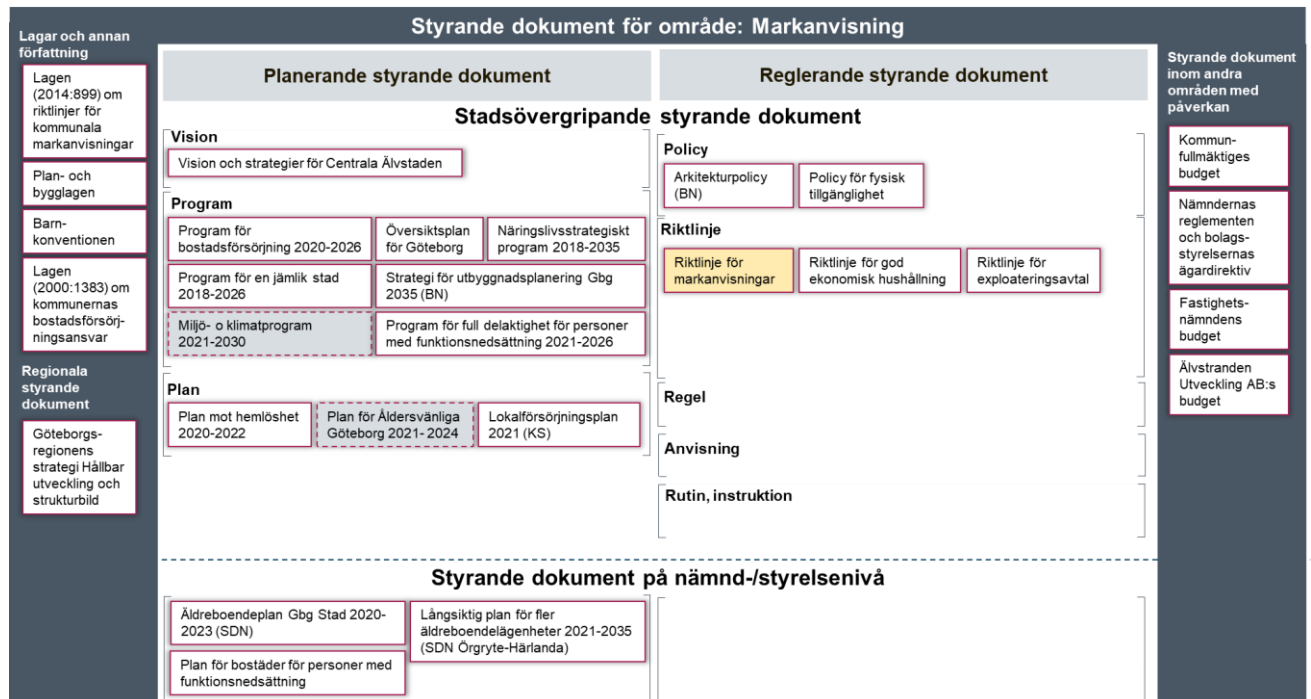 Styrande dokument för område: Markanvisning
Lagar och annan
författning
Lagen
(2014:899) om
riktlinjer för
kommunala
markanvisningar
Plan- och
bygglagen
Barn-
konventionen
Lagen
(2000:1383) om
kommunernas
bostadsförsörj-
ningsansvar
Regionala
styrande
dokument
Göteborgs-
regionens
strategi Hållbar
utveckling och
strukturbild
Planerande styrande dokument
Reglerande styrande dokument
Stadsövergripande styrande dokument
Vision
Vision och strategier för Centrala Älvstaden
Program
Program för
bostadsförsörjning 2020-2026
Översiktsplan
för Göteborg
Näringslivsstrategiskt
program 2018-2035
Program för en jämlik stad
2018-2026
Strategi för utbyggnadsplanering Gbg
2035 (BN)
Miljö- o klimatprogram
2021-2030
Program för full delaktighet för personer
med funktionsnedsättning 2021-2026
Plan
Plan mot hemlöshet
2020-2022
Plan för Åldersvänliga
Göteborg 2021- 2024
Lokalförsörjningsplan
2021 (KS)
Policy
Arkitekturpolicy
(BN)
Policy för fysisk
tillgänglighet
Riktlinje
Riktlinje för
markanvisningar
Riktlinje för god
ekonomisk hushållning
Riktlinje för
exploateringsavtal
Regel
Anvisning
Rutin, instruktion
Styrande dokument på nämnd-/styrelsenivå
Äldreboendeplan Gbg Stad 2020-
2023 (SDN)
Långsiktig plan för fler
äldreboendelägenheter 2021-2035
(SDN Örgryte-Härlanda)
Plan för bostäder för personer med
funktionsnedsättning
Styrande dokument
inom andra
områden med
påverkan
Kommun-
fullmäktiges
budget
Nämndernas
reglementen
och bolags-
styrelsernas
ägardirektiv
Fastighets-
nämndens
budget
Älvstranden
Utveckling AB:s
budget